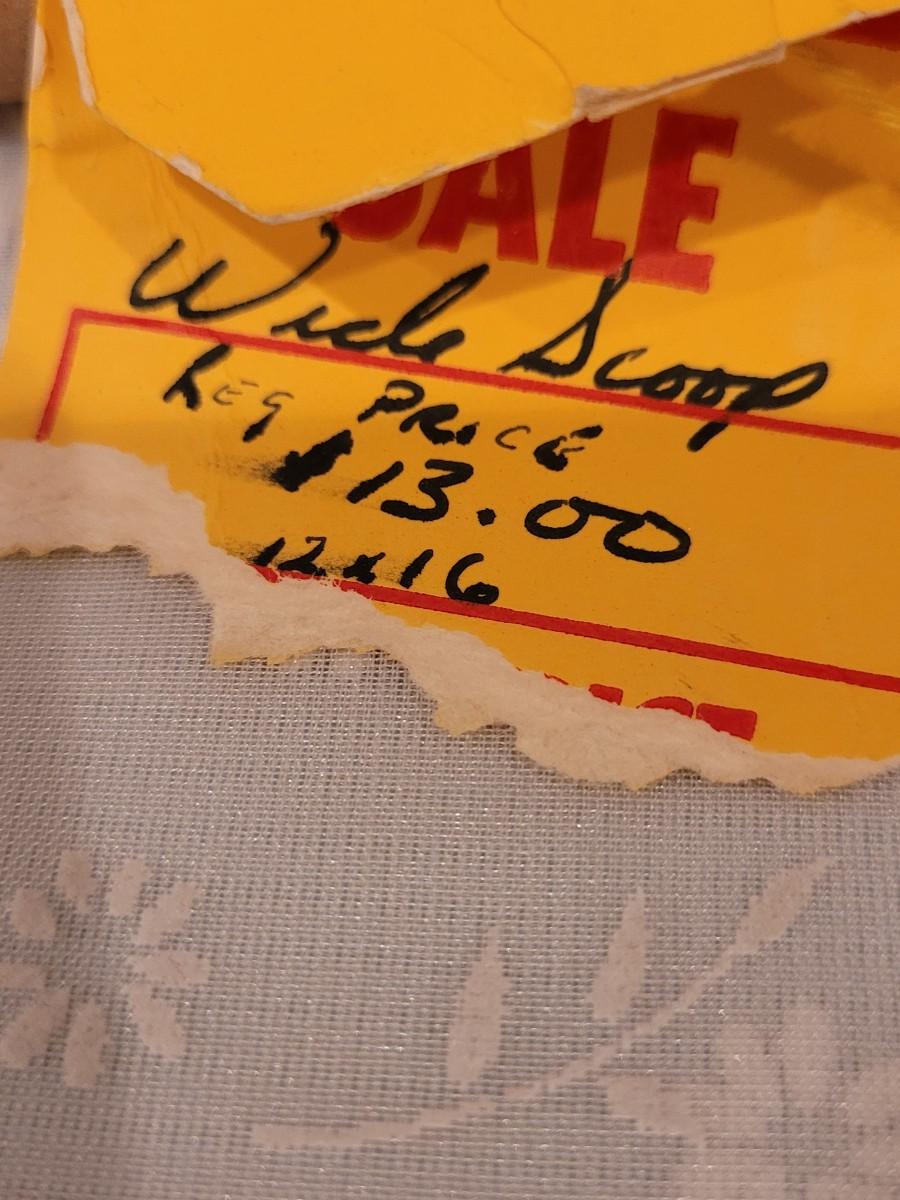 SALE
Wide Scoop
Reg PRICE
$13.00
12x16